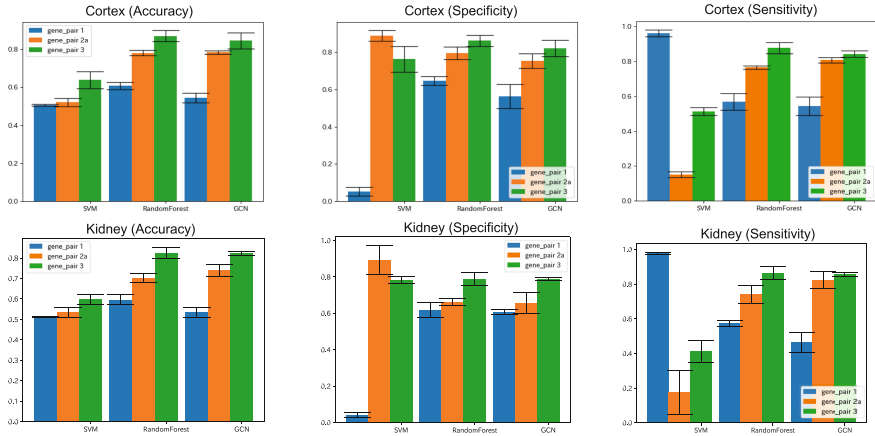 Cortex (Accuracy)
gene_pair 1
gene_pair 2a
gene_pair 3
0.8
0.6
0.4
0.2
0.0
SVM RandomForest GCN
Cortex (Specificity)
0.8
0.6
0.4
0.2
0.0
gene_pair 1
gene_pair 2a
gene_pair 3
SVM RandomForest GCN
Cortex (Sensitivity)
1.0
0.8
0.6
0.4
0.2
0.0
gene_pair 1
gene_pair 2a
gene_pair 3
SVM RandomForest GCN
Kidney (Accuracy)
gene_pair 1
gene_pair 2a
gene_pair 3
0.8
0.7
0.6
0.5
0.4
0.3
0.2
0.1
0.0
SVM RandomForest GCN
Kidney (Specificity)
gene_pair 1
gene_pair 2a
gene_pair 3
1.0
0.8
0.6
0.4
0.2
0.0
SVM RandomForest GCN
Kidney (Sensitivity)
1.0
0.8
0.6
0.4
0.2
0.0
gene_pair 1
gene_pair 2a
gene_pair 3
SVM RandomForest GCN